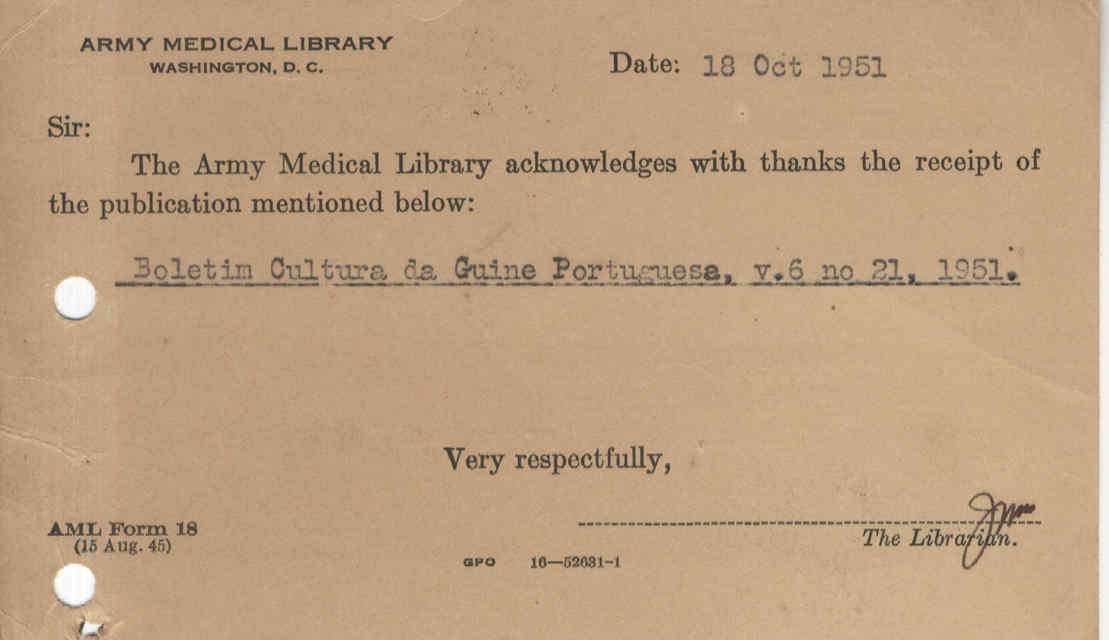 ARMY MEDICAL LIBRARY
WASHINGTON, D. C.
Date: 18 Oct 1951
Sir:
The Army Medical Library acknowledges with thanks the receipt of
the publication mentioned below:
Boletim Cultura da Guine Portuguesa, v.6 no 21, 1951.
Very respectfully,
The Librarian.
AML Form 18
(15 Aug. 45)
GPO 16—52631-1